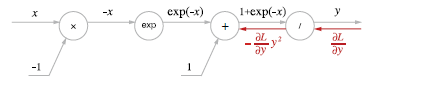 x -x exp(-x) 1+exp(-x) y
× exp + /
-∂L/∂y y² ∂L/∂y
-1 1